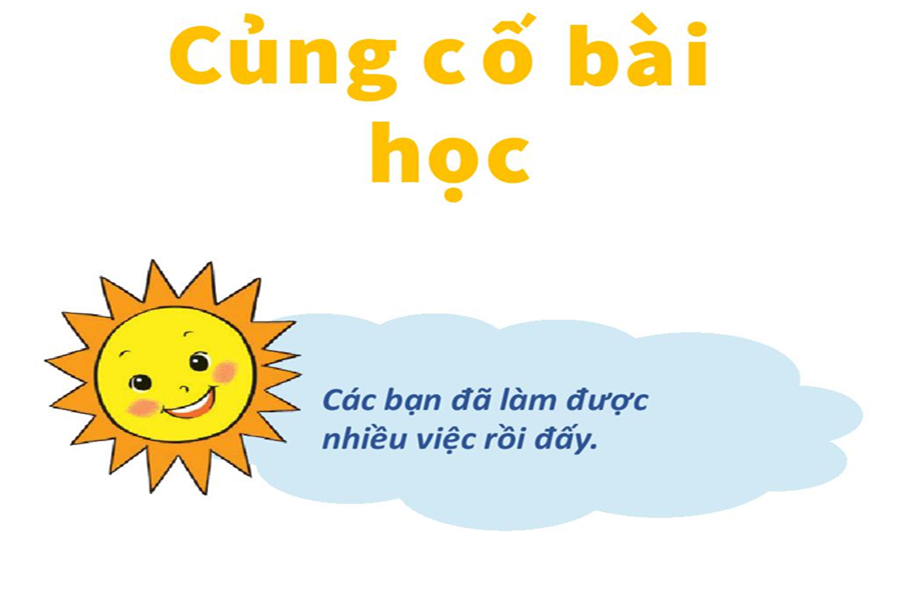 Củng cố bài
học
Các bạn đã làm được
nhiều việc rồi đấy.